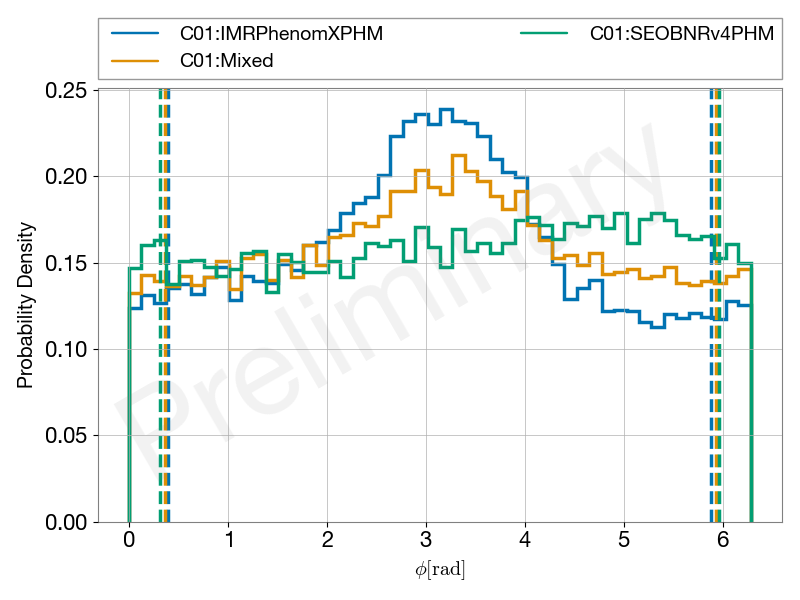 C01:IMRPhenomXPHM
C01:SEOBNRv4PHM
C01:Mixed
0.25
0.20
0.15
0.10
0.05
0.00
Probability Density
Preliminary
0 1 2 3 4 5 6
ϕ[rad]